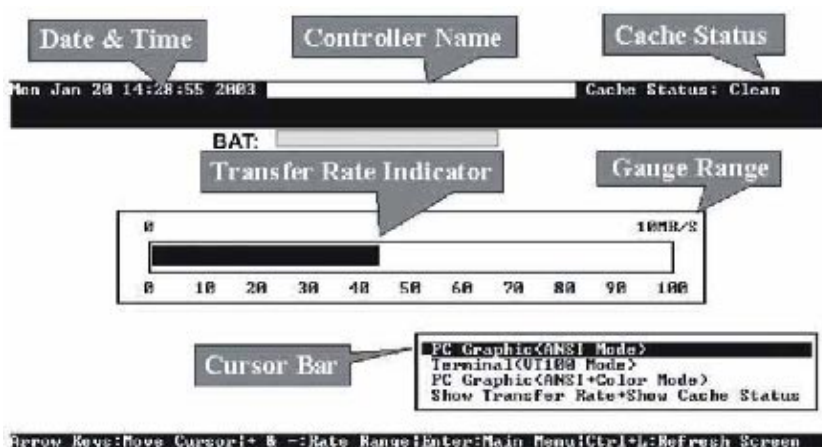 Date & Time
Controller Name
Cache Status
Mon Jan 20 14:28:55 2003 Cache Status: Clean
BAT:
Transfer Rate Indicator
Gauge Range
0 10MB/S
0 10 20 30 40 50 60 70 80 90 100
Cursor Bar
PC Graphic(ANSI Mode)
Terminal(VT100 Mode)
PC Graphic(ANSI+Color Mode)
Show Transfer Rate+Show Cache Status
Arrow Keys:Move Cursor|+ & -:Rate Range|Enter:Main Menu|Ctrl+L:Refresh Screen